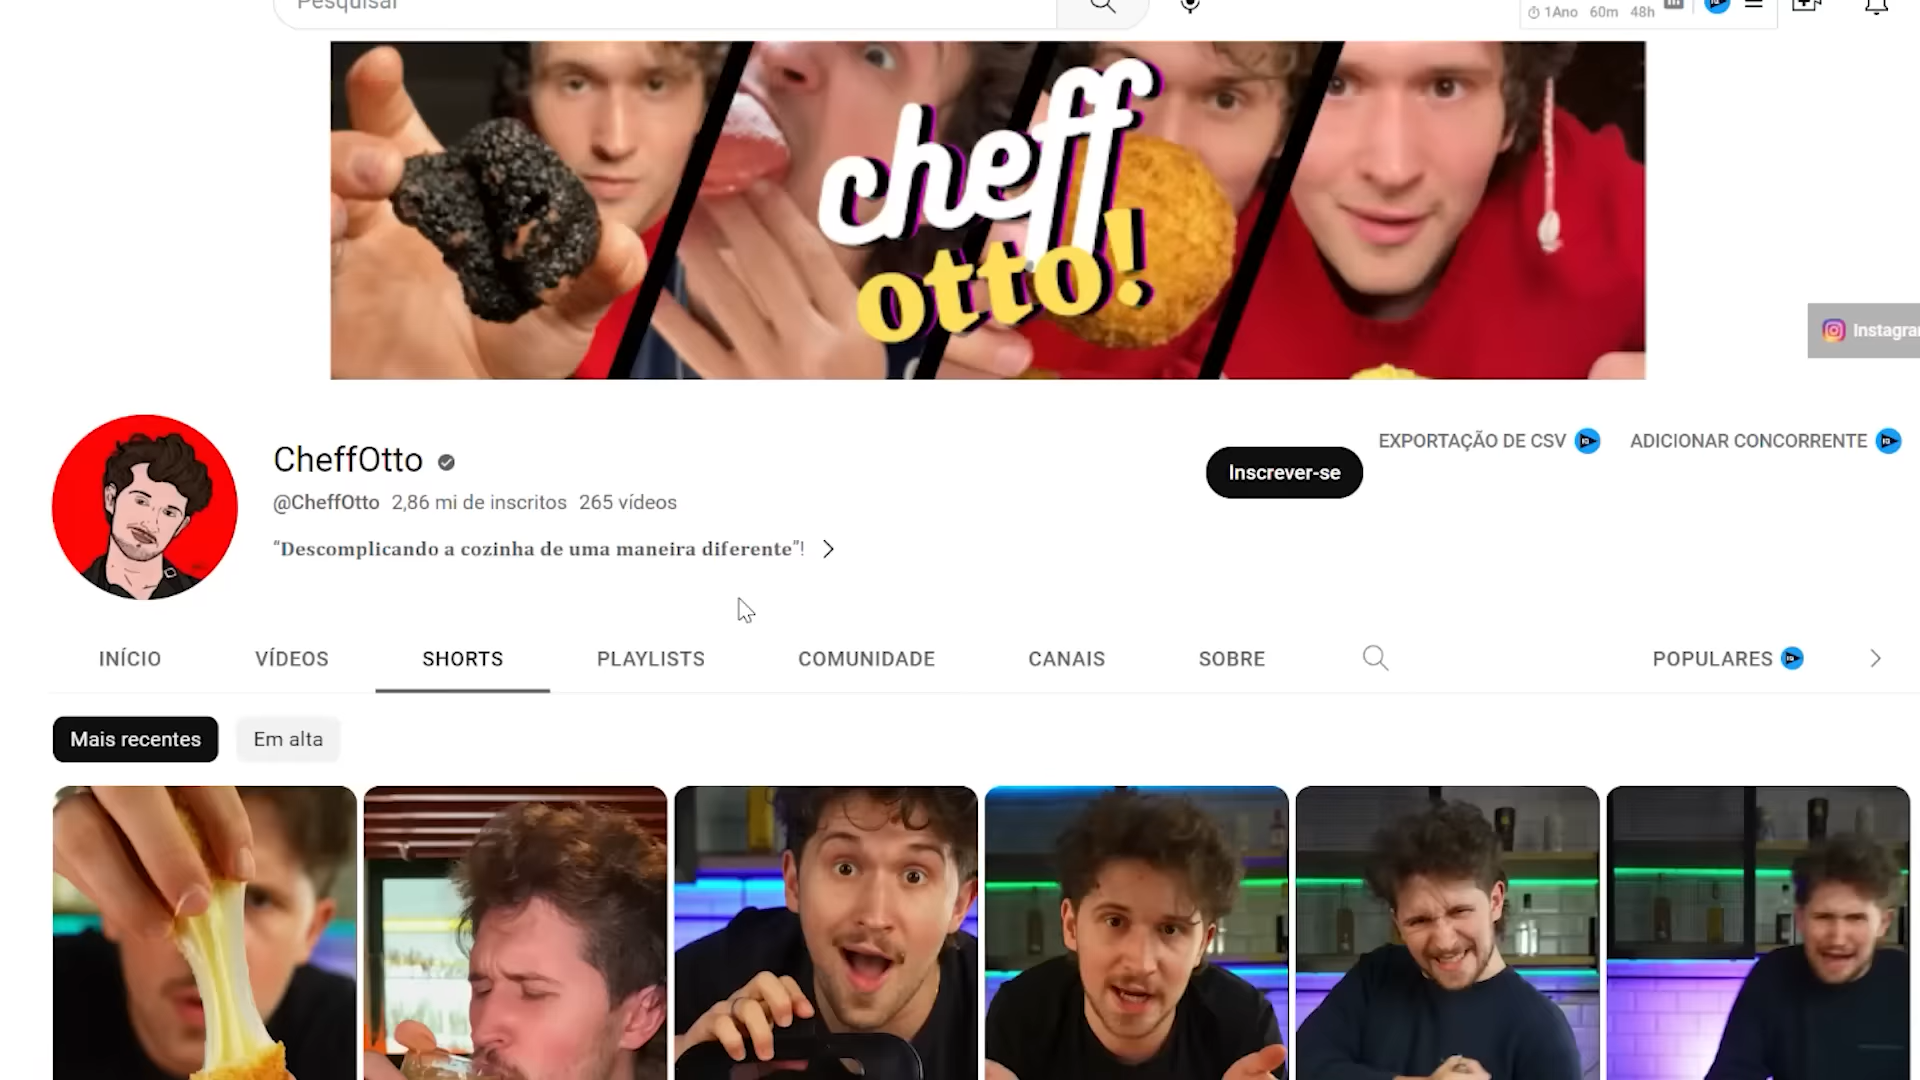 Pesquisar
1Ano 60m 48h
cheff
otto!
Instagra
CheffOtto
@CheffOtto 2,86 mi de inscritos 265 vídeos
“Descomplicando a cozinha de uma maneira diferente”!
Inscrever-se
EXPORTAÇÃO DE CSV
ADICIONAR CONCORRENTE
INÍCIO VÍDEOS SHORTS PLAYLISTS COMUNIDADE CANAIS SOBRE POPULARES
Mais recentes Em alta